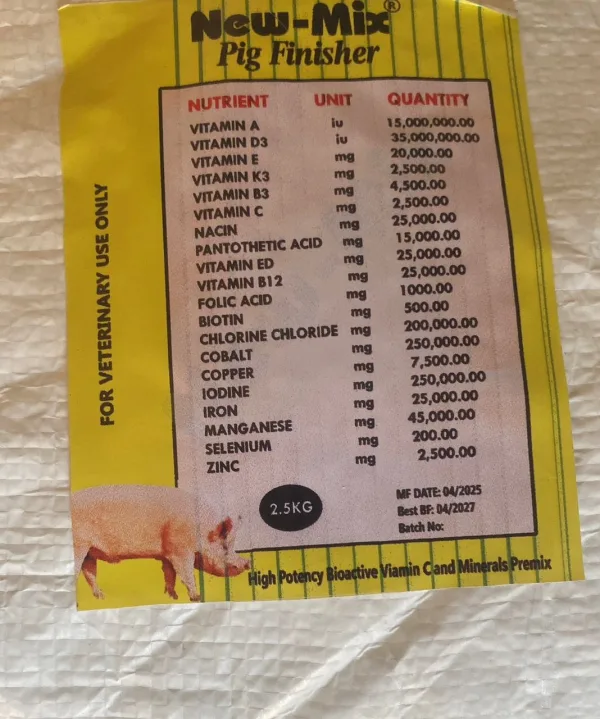 New-Mix®
Pig Finisher
NUTRIENT UNIT QUANTITY
VITAMIN A iu 15,000,000.00
VITAMIN D3 iu 35,000,000.00
VITAMIN E mg 20,000.00
VITAMIN K3 mg 2,500.00
VITAMIN B3 mg 4,500.00
VITAMIN C mg 2,500.00
NACIN mg 25,000.00
PANTOTHETIC ACID mg 15,000.00
VITAMIN ED mg 25,000.00
VITAMIN B12 mg 25,000.00
FOLIC ACID mg 1000.00
BIOTIN mg 500.00
CHLORINE CHLORIDE mg 200,000.00
COBALT mg 250,000.00
COPPER mg 7,500.00
IODINE mg 250,000.00
IRON mg 25,000.00
MANGANESE mg 45,000.00
SELENIUM mg 200.00
ZINC mg 2,500.00
FOR VETERINARY USE ONLY
2.5KG
MF DATE: 04/2025
Best BF: 04/2027
Batch No:
High Potency Bioactive Viamin C and Minerals Premix